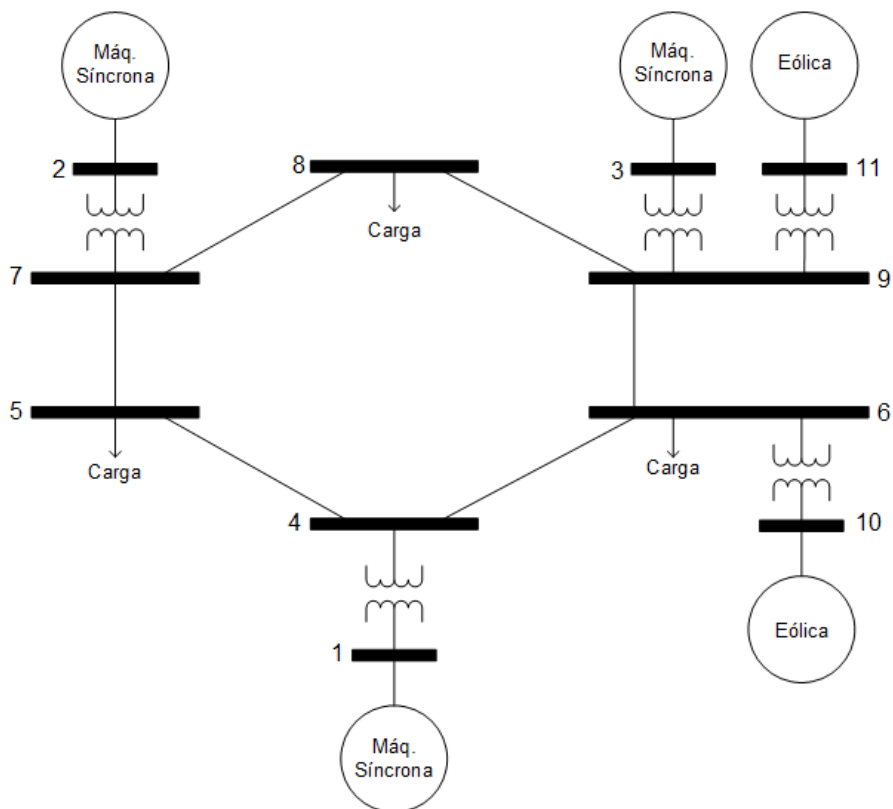 Máq.
Síncrona
Máq.
Síncrona
Eólica
2
8
3
11
Carga
7
9
5
6
Carga
Carga
4
10
1
Eólica
Máq.
Síncrona